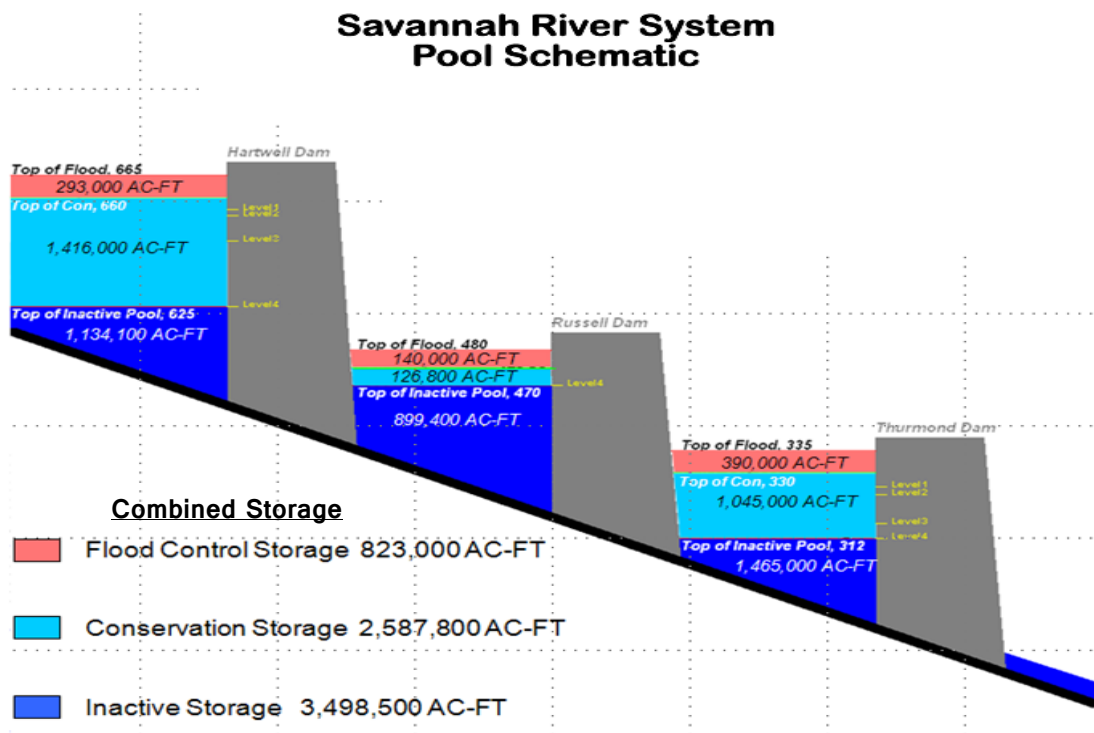 Savannah River System
Pool Schematic
Hartwell Dam
Top of Flood, 665
293,000 AC-FT
Top of Con, 660
Level1
Level2
1,416,000 AC-FT
Level3
Level4
Top of Inactive Pool, 625
1,134,100 AC-FT
Russell Dam
Top of Flood, 480
140,000 AC-FT
126,800 AC-FT
Level4
Top of Inactive Pool, 470
899,400 AC-FT
Thurmond Dam
Top of Flood, 335
390,000 AC-FT
Top of Con, 330
Level1
Level2
1,045,000 AC-FT
Level3
Level4
Top of Inactive Pool, 312
1,465,000 AC-FT
Combined Storage
Flood Control Storage 823,000 AC-FT
Conservation Storage 2,587,800 AC-FT
Inactive Storage 3,498,500 AC-FT